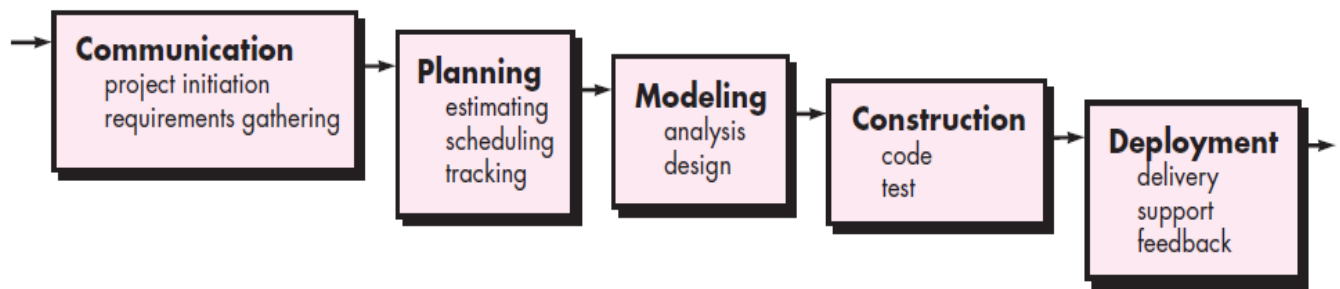 Communication
project initiation
requirements gathering
Planning
estimating
scheduling
tracking
Modeling
analysis
design
Construction
code
test
Deployment
delivery
support
feedback